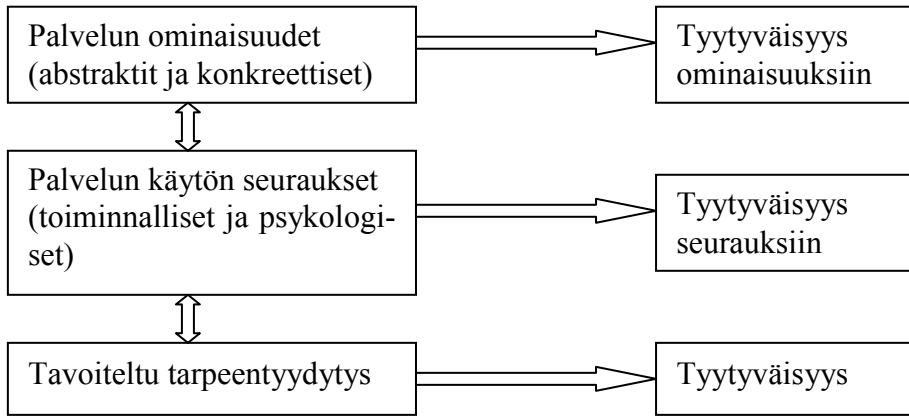 Palvelun ominaisuudet
(abstraktit ja konkreettiset)
Tyytyväisyys
ominaisuuksiin
Palvelun käytön seuraukset
(toiminnalliset ja psykologi-
set)
Tyytyväisyys
seurauksiin
Tavoiteltu tarpeentyydytys
Tyytyväisyys